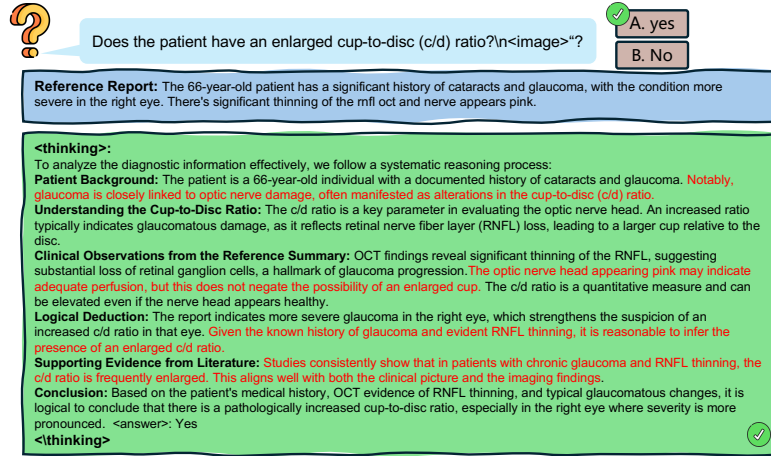 Does the patient have an enlarged cup-to-disc (c/d) ratio?\n<image>“?
A. yes
B. No
Reference Report: The 66-year-old patient has a significant history of cataracts and glaucoma, with the condition more
severe in the right eye. There's significant thinning of the rnfl oct and nerve appears pink.
<thinking>:
To analyze the diagnostic information effectively, we follow a systematic reasoning process:
Patient Background: The patient is a 66-year-old individual with a documented history of cataracts and glaucoma. Notably,
glaucoma is closely linked to optic nerve damage, often manifested as alterations in the cup-to-disc (c/d) ratio.
Understanding the Cup-to-Disc Ratio: The c/d ratio is a key parameter in evaluating the optic nerve head. An increased ratio
typically indicates glaucomatous damage, as it reflects retinal nerve fiber layer (RNFL) loss, leading to a larger cup relative to the
disc.
Clinical Observations from the Reference Summary: OCT findings reveal significant thinning of the RNFL, suggesting
substantial loss of retinal ganglion cells, a hallmark of glaucoma progression.The optic nerve head appearing pink may indicate
adequate perfusion, but this does not negate the possibility of an enlarged cup. The c/d ratio is a quantitative measure and can
be elevated even if the nerve head appears healthy.
Logical Deduction: The report indicates more severe glaucoma in the right eye, which strengthens the suspicion of an
increased c/d ratio in that eye. Given the known history of glaucoma and evident RNFL thinning, it is reasonable to infer the
presence of an enlarged c/d ratio.
Supporting Evidence from Literature: Studies consistently show that in patients with chronic glaucoma and RNFL thinning, the
c/d ratio is frequently enlarged. This aligns well with both the clinical picture and the imaging findings.
Conclusion: Based on the patient's medical history, OCT evidence of RNFL thinning, and typical glaucomatous changes, it is
logical to conclude that there is a pathologically increased cup-to-disc ratio, especially in the right eye where severity is more
pronounced. <answer>: Yes
<\thinking>